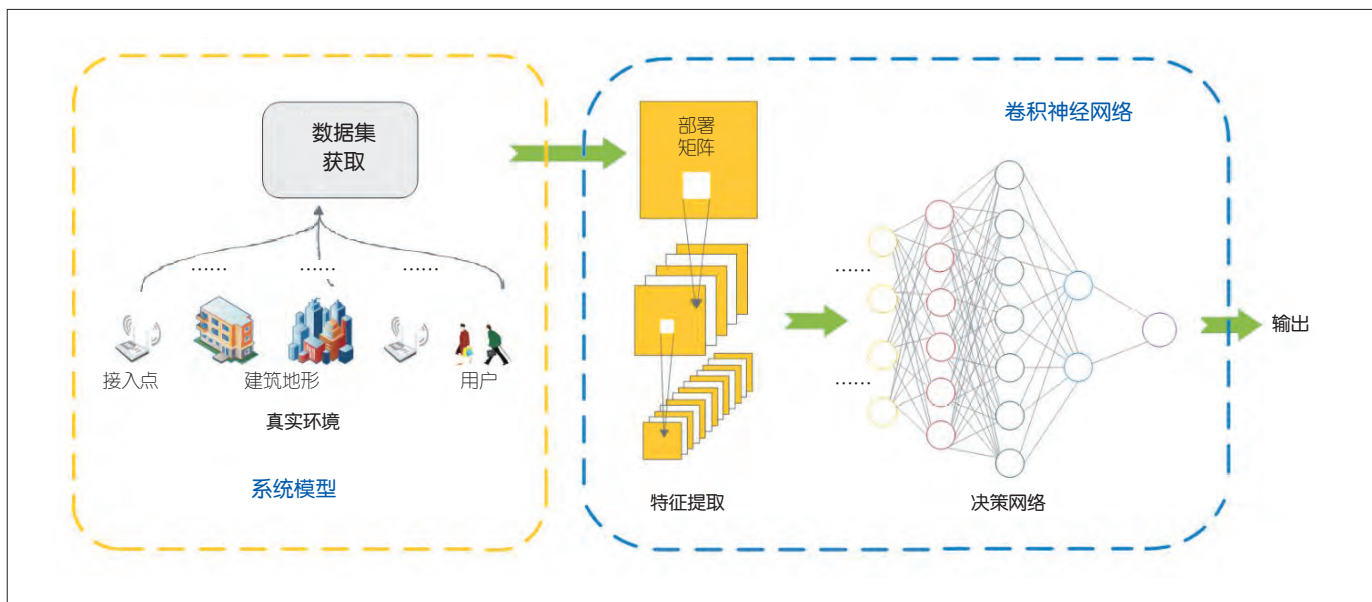 数据集
获取
……
……
……
接入点
建筑地形
用户
真实环境
系统模型
卷积神经网络
部署
矩阵
……
……
特征提取
决策网络
输出